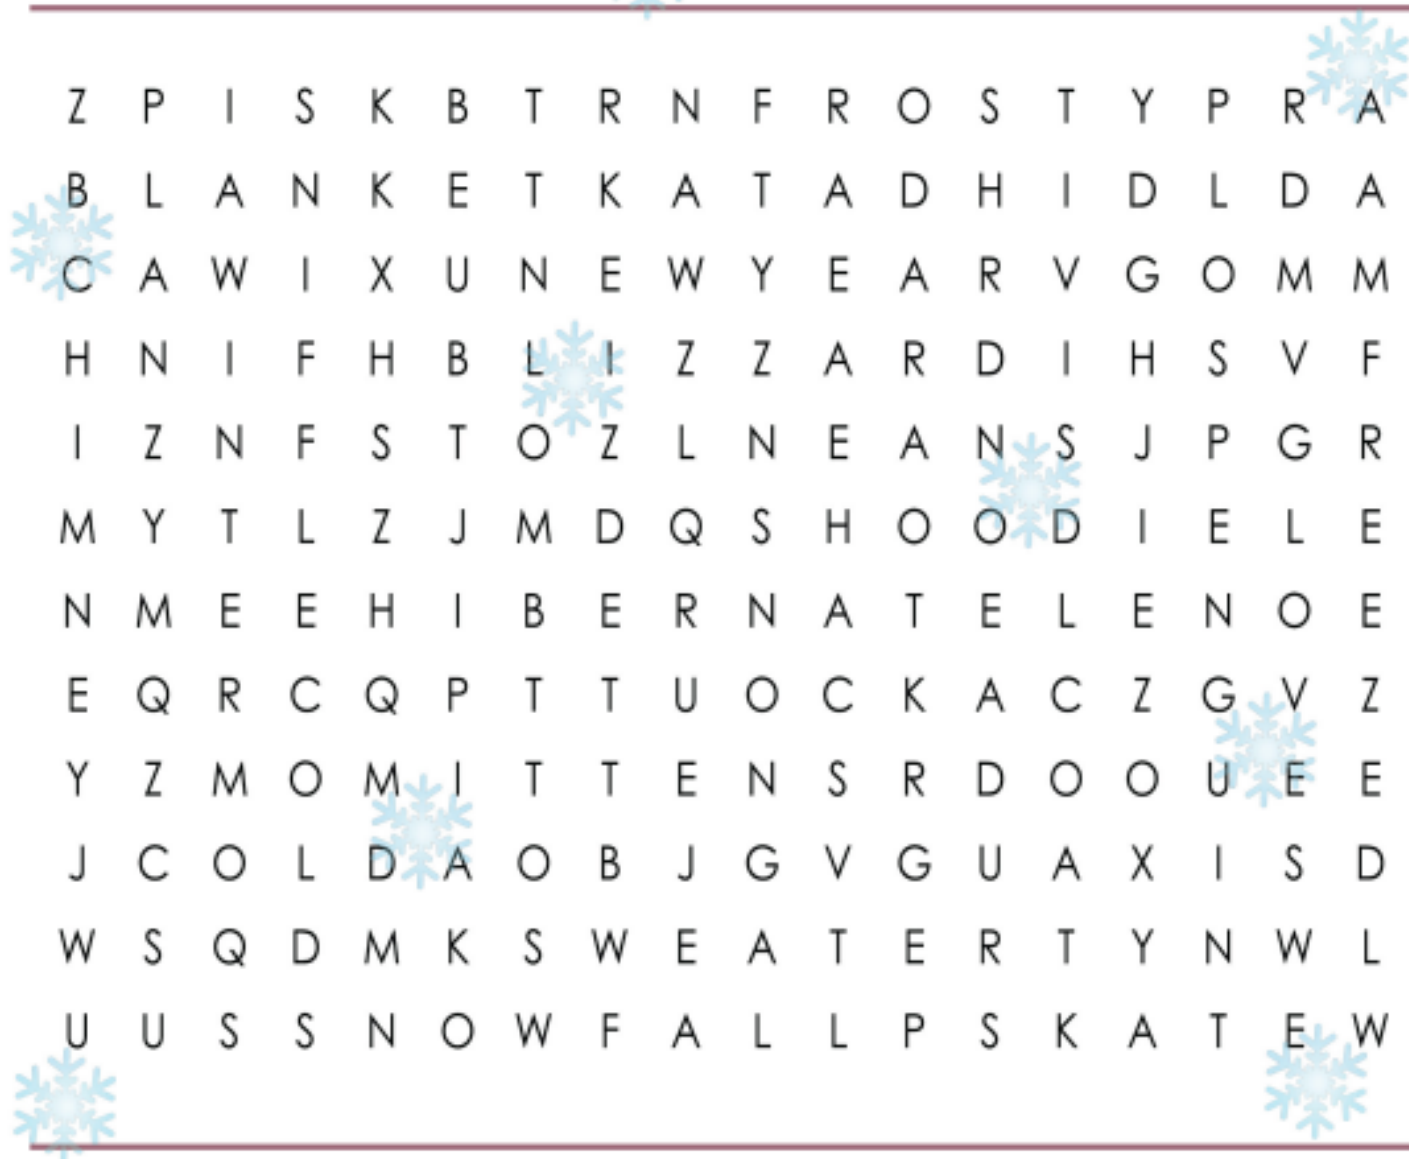 Z P I S K B T R N F R O S T Y P R A
B L A N K E T K A T A D H I D L D A
C A W I X U N E W Y E A R V G O M M
H N I F H B L I Z Z A R D I H S V F
I Z N F S T O Z L N E A N S J P G R
M Y T L Z J M D Q S H O O D I E L E
N M E E H I B E R N A T E L E N O E
E Q R C Q P T T U O C K A C Z G V Z
Y Z M O M I T T E N S R D O O U E E
J C O L D A O B J G V G U A X I S D
W S Q D M K S W E A T E R T Y N W L
U U S S N O W F A L L P S K A T E W